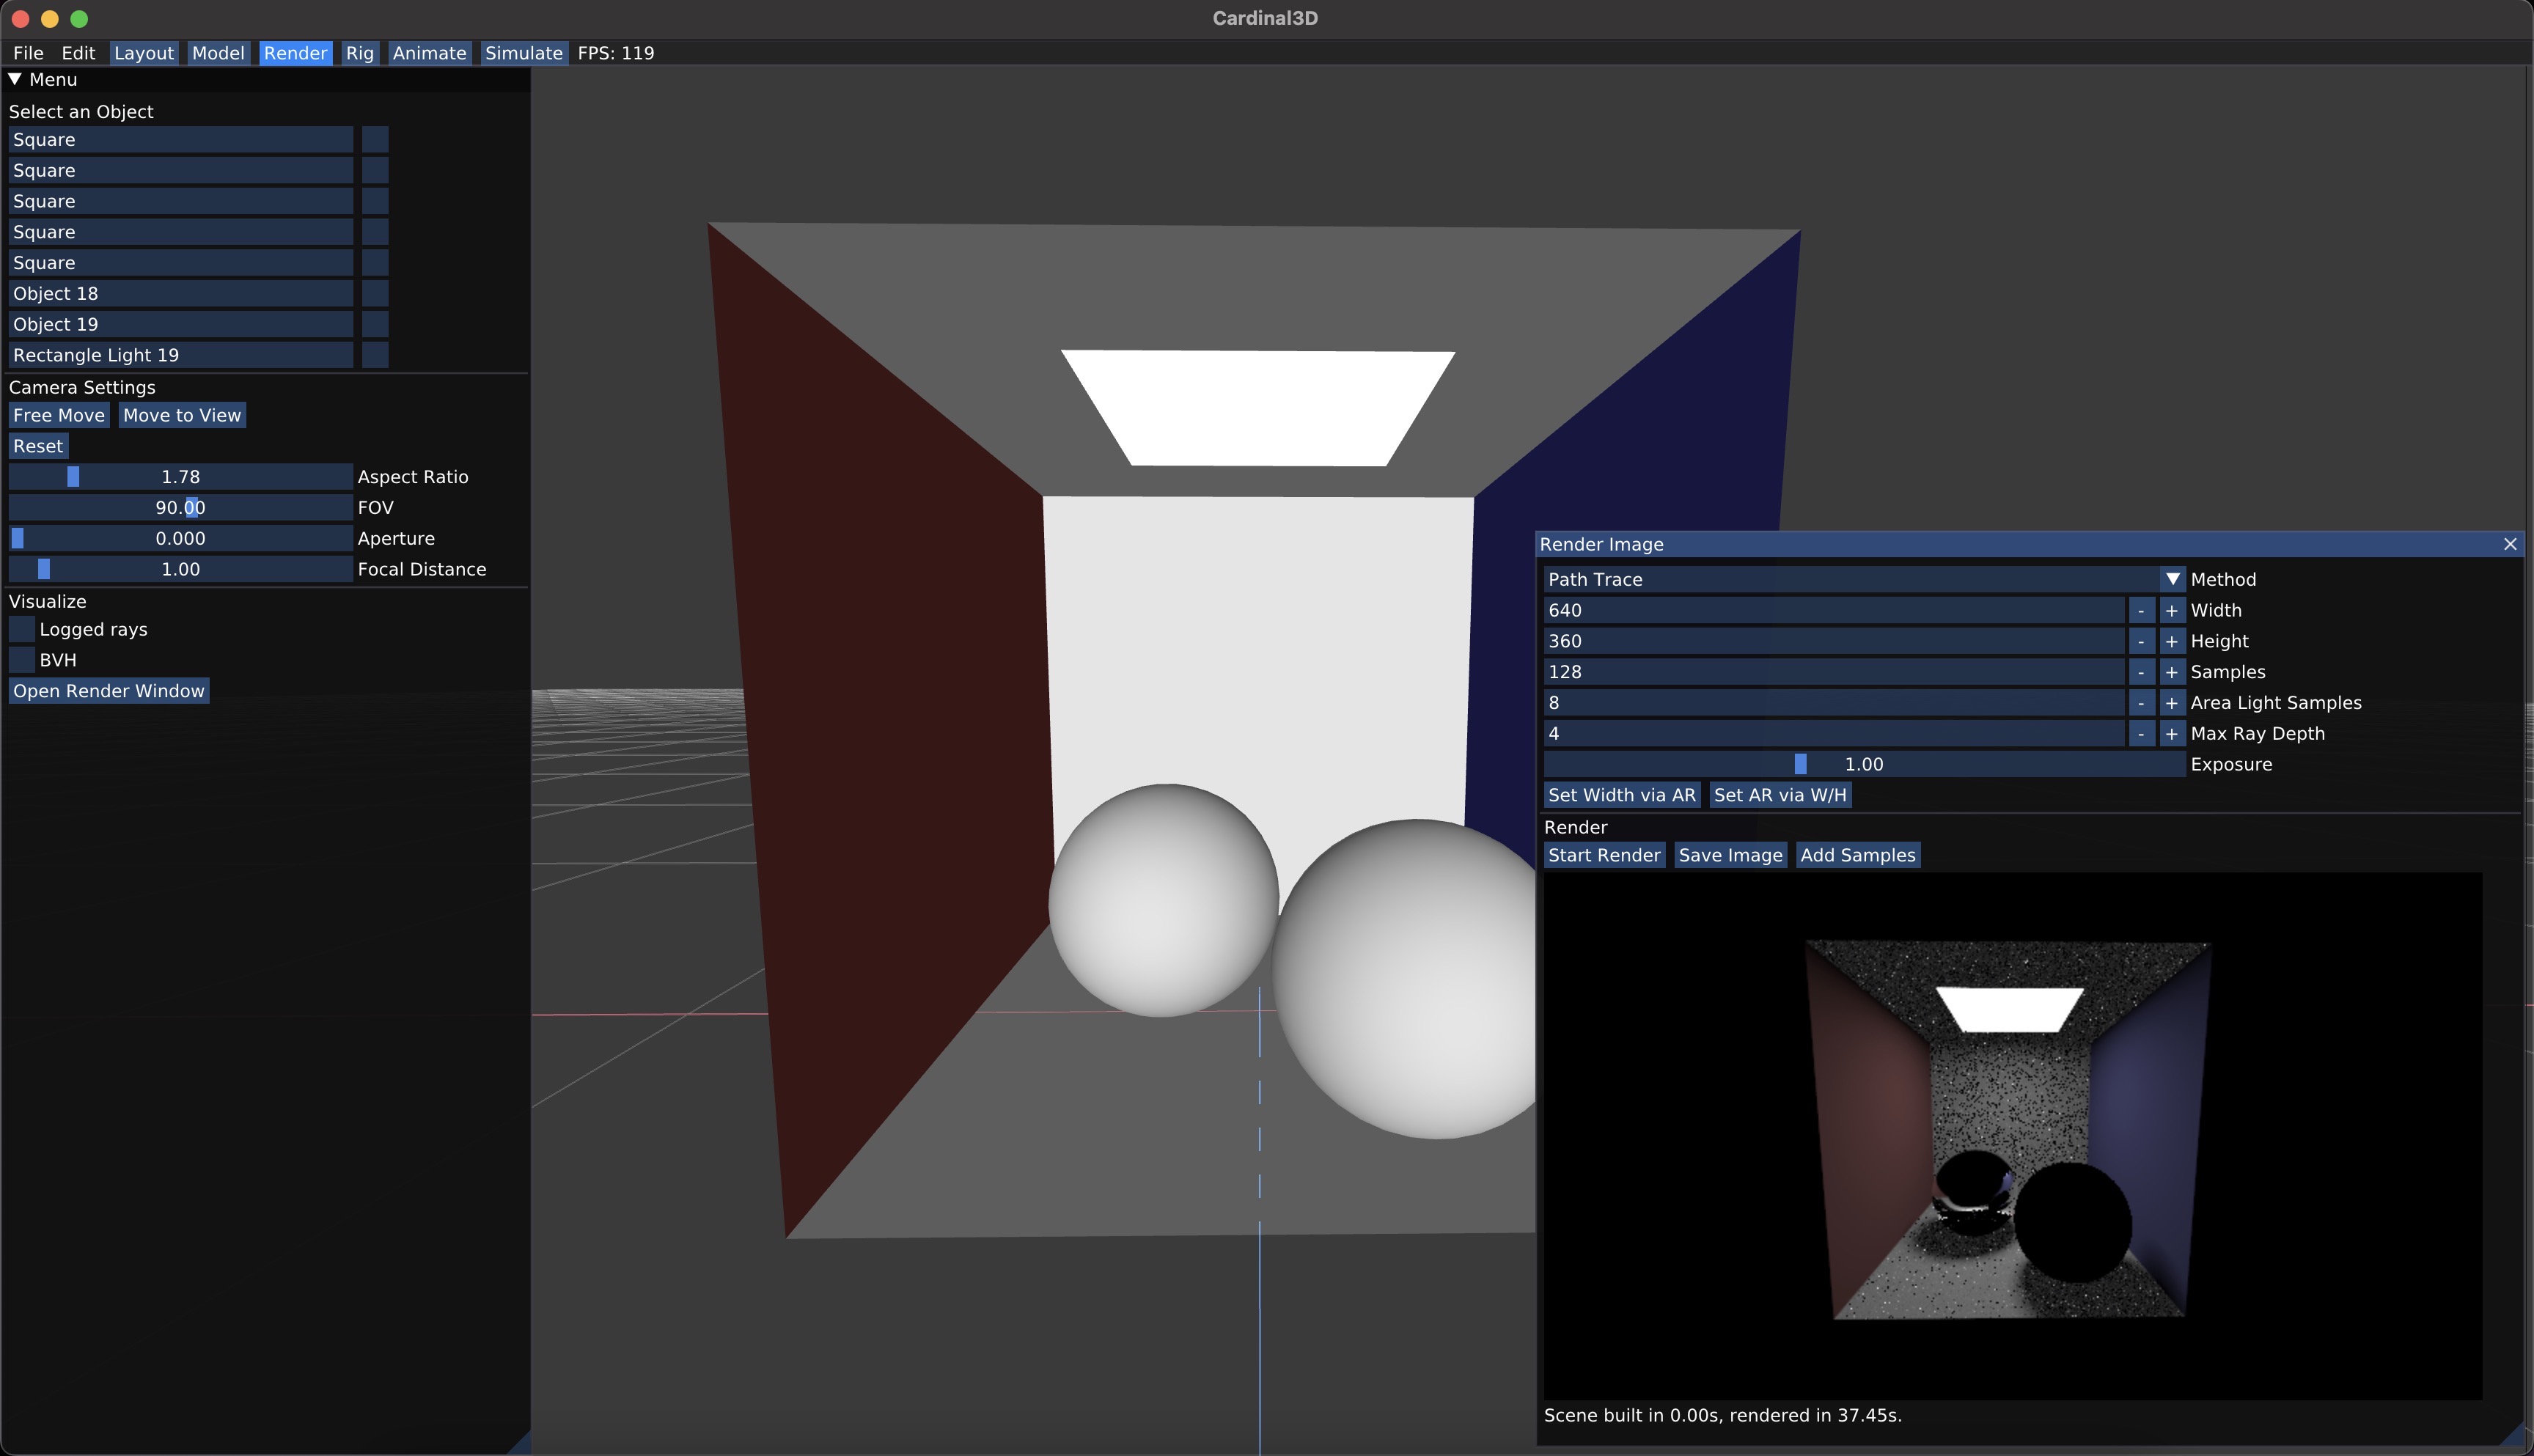 Cardinal3D
File Edit Layout Model Render Rig Animate Simulate FPS: 119
Menu
Select an Object
Square
Square
Square
Square
Square
Object 18
Object 19
Rectangle Light 19
Camera Settings
Free Move Move to View
Reset
1.78 Aspect Ratio
90.00 FOV
0.000 Aperture
1.00 Focal Distance
Visualize
Logged rays
BVH
Open Render Window
Render Image
Path Trace Method
640 - + Width
360 - + Height
128 - + Samples
8 - + Area Light Samples
4 - + Max Ray Depth
1.00 Exposure
Set Width via AR Set AR via W/H
Render
Start Render Save Image Add Samples
Scene built in 0.00s, rendered in 37.45s.